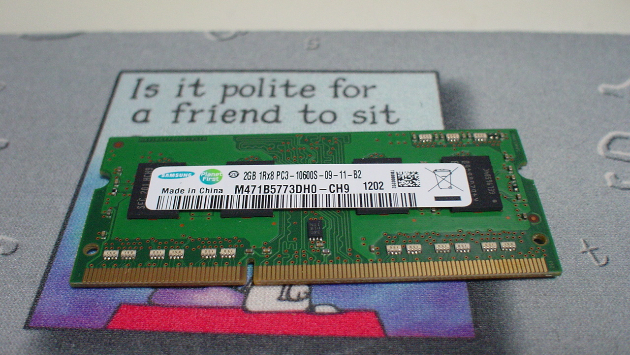 Is it polite for
a friend to sit
SAMSUNG
Planet
First
2GB 1Rx8 PC3-10600S-09-11-B2
Made in China
M471B5773DH0-CH9
1202
s
t